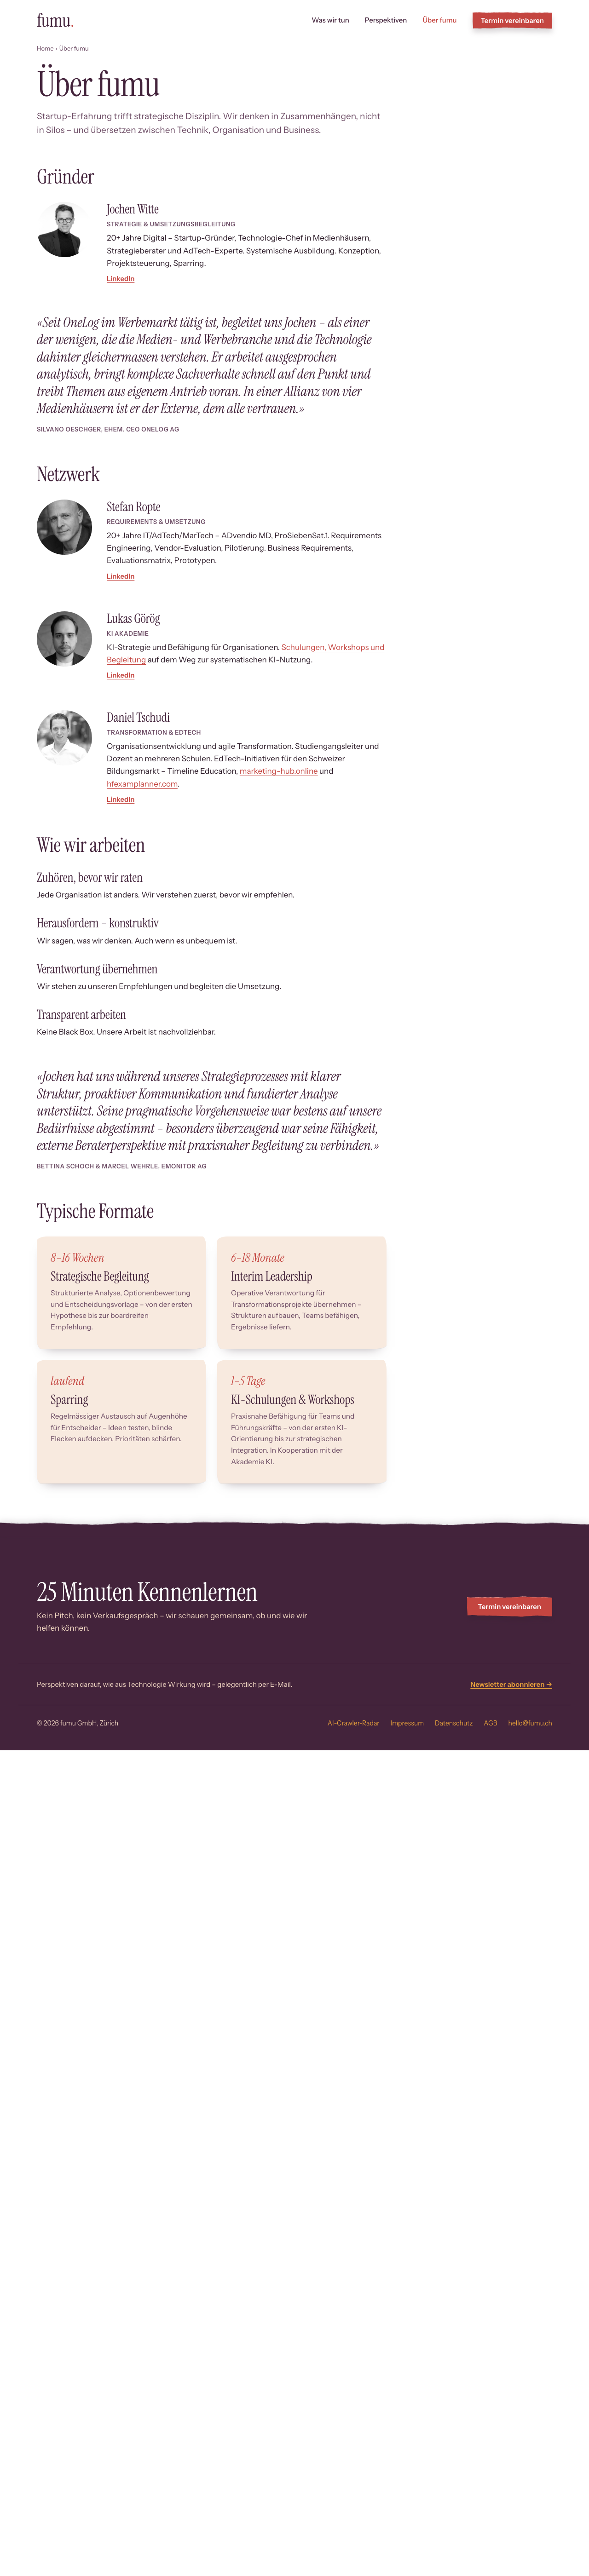 fumu.
Was wir tun
Perspektiven
Über fumu
Termin vereinbaren
Home › Über fumu
Über fumu
Startup-Erfahrung trifft strategische Disziplin. Wir denken in Zusammenhängen, nicht
in Silos – und übersetzen zwischen Technik, Organisation und Business.
Gründer
Jochen Witte
STRATEGIE & UMSETZUNGSBEGLEITUNG
20+ Jahre Digital – Startup-Gründer, Technologie-Chef in Medienhäusern,
Strategieberater und AdTech-Experte. Systemische Ausbildung. Konzeption,
Projektsteuerung, Sparring.
LinkedIn
«Seit OneLog im Werbemarkt tätig ist, begleitet uns Jochen – als einer
der wenigen, die die Medien- und Werbebranche und die Technologie
dahinter gleichermassen verstehen. Er arbeitet ausgesprochen
analytisch, bringt komplexe Sachverhalte schnell auf den Punkt und
treibt Themen aus eigenem Antrieb voran. In einer Allianz von vier
Medienhäusern ist er der Externe, dem alle vertrauen.»
SILVANO OESCHGER, EHEM. CEO ONELOG AG
Netzwerk
Stefan Ropte
REQUIREMENTS & UMSETZUNG
20+ Jahre IT/AdTech/MarTech – ADvendio MD, ProSiebenSat.1. Requirements
Engineering, Vendor-Evaluation, Pilotierung. Business Requirements,
Evaluationsmatrix, Prototypen.
LinkedIn
Lukas Görög
KI AKADEMIE
KI-Strategie und Befähigung für Organisationen. Schulungen, Workshops und
Begleitung auf dem Weg zur systematischen KI-Nutzung.
LinkedIn
Daniel Tschudi
TRANSFORMATION & EDTECH
Organisationsentwicklung und agile Transformation. Studiengangsleiter und
Dozent an mehreren Schulen. EdTech-Initiativen für den Schweizer
Bildungsmarkt – Timeline Education, marketing-hub.online und
hfexamplanner.com.
LinkedIn
Wie wir arbeiten
Zuhören, bevor wir raten
Jede Organisation ist anders. Wir verstehen zuerst, bevor wir empfehlen.
Herausfordern – konstruktiv
Wir sagen, was wir denken. Auch wenn es unbequem ist.
Verantwortung übernehmen
Wir stehen zu unseren Empfehlungen und begleiten die Umsetzung.
Transparent arbeiten
Keine Black Box. Unsere Arbeit ist nachvollziehbar.
«Jochen hat uns während unseres Strategieprozesses mit klarer
Struktur, proaktiver Kommunikation und fundierter Analyse
unterstützt. Seine pragmatische Vorgehensweise war bestens auf unsere
Bedürfnisse abgestimmt – besonders überzeugend war seine Fähigkeit,
externe Beraterperspektive mit praxisnaher Begleitung zu verbinden.»
BETTINA SCHOCH & MARCEL WEHRLE, EMONITOR AG
Typische Formate
8–16 Wochen
Strategische Begleitung
Strukturierte Analyse, Optionenbewertung
und Entscheidungsvorlage – von der ersten
Hypothese bis zur boardreifen
Empfehlung.
6–18 Monate
Interim Leadership
Operative Verantwortung für
Transformationsprojekte übernehmen –
Strukturen aufbauen, Teams befähigen,
Ergebnisse liefern.
laufend
Sparring
Regelmässiger Austausch auf Augenhöhe
für Entscheider – Ideen testen, blinde
Flecken aufdecken, Prioritäten schärfen.
1–5 Tage
KI-Schulungen & Workshops
Praxisnahe Befähigung für Teams und
Führungskräfte – von der ersten KI-
Orientierung bis zur strategischen
Integration. In Kooperation mit der
Akademie KI.
25 Minuten Kennenlernen
Kein Pitch, kein Verkaufsgespräch – wir schauen gemeinsam, ob und wie wir
helfen können.
Termin vereinbaren
Perspektiven darauf, wie aus Technologie Wirkung wird – gelegentlich per E-Mail.
Newsletter abonnieren →
© 2026 fumu GmbH, Zürich
AI-Crawler-Radar
Impressum
Datenschutz
AGB
hello@fumu.ch